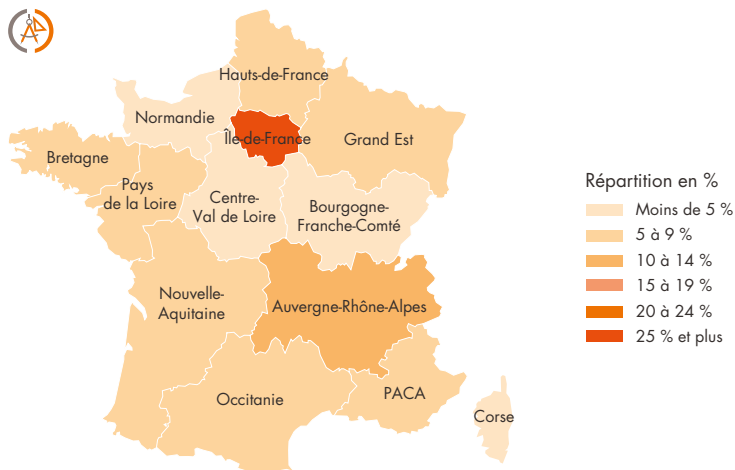 Hauts-de-France
Normandie
Île-de-France
Grand Est
Bretagne
Pays
de la Loire
Centre-
Val de Loire
Bourgogne-
Franche-Comté
Nouvelle-
Aquitaine
Auvergne-Rhône-Alpes
Occitanie
PACA
Corse
Répartition en %
Moins de 5 %
5 à 9 %
10 à 14 %
15 à 19 %
20 à 24 %
25 % et plus